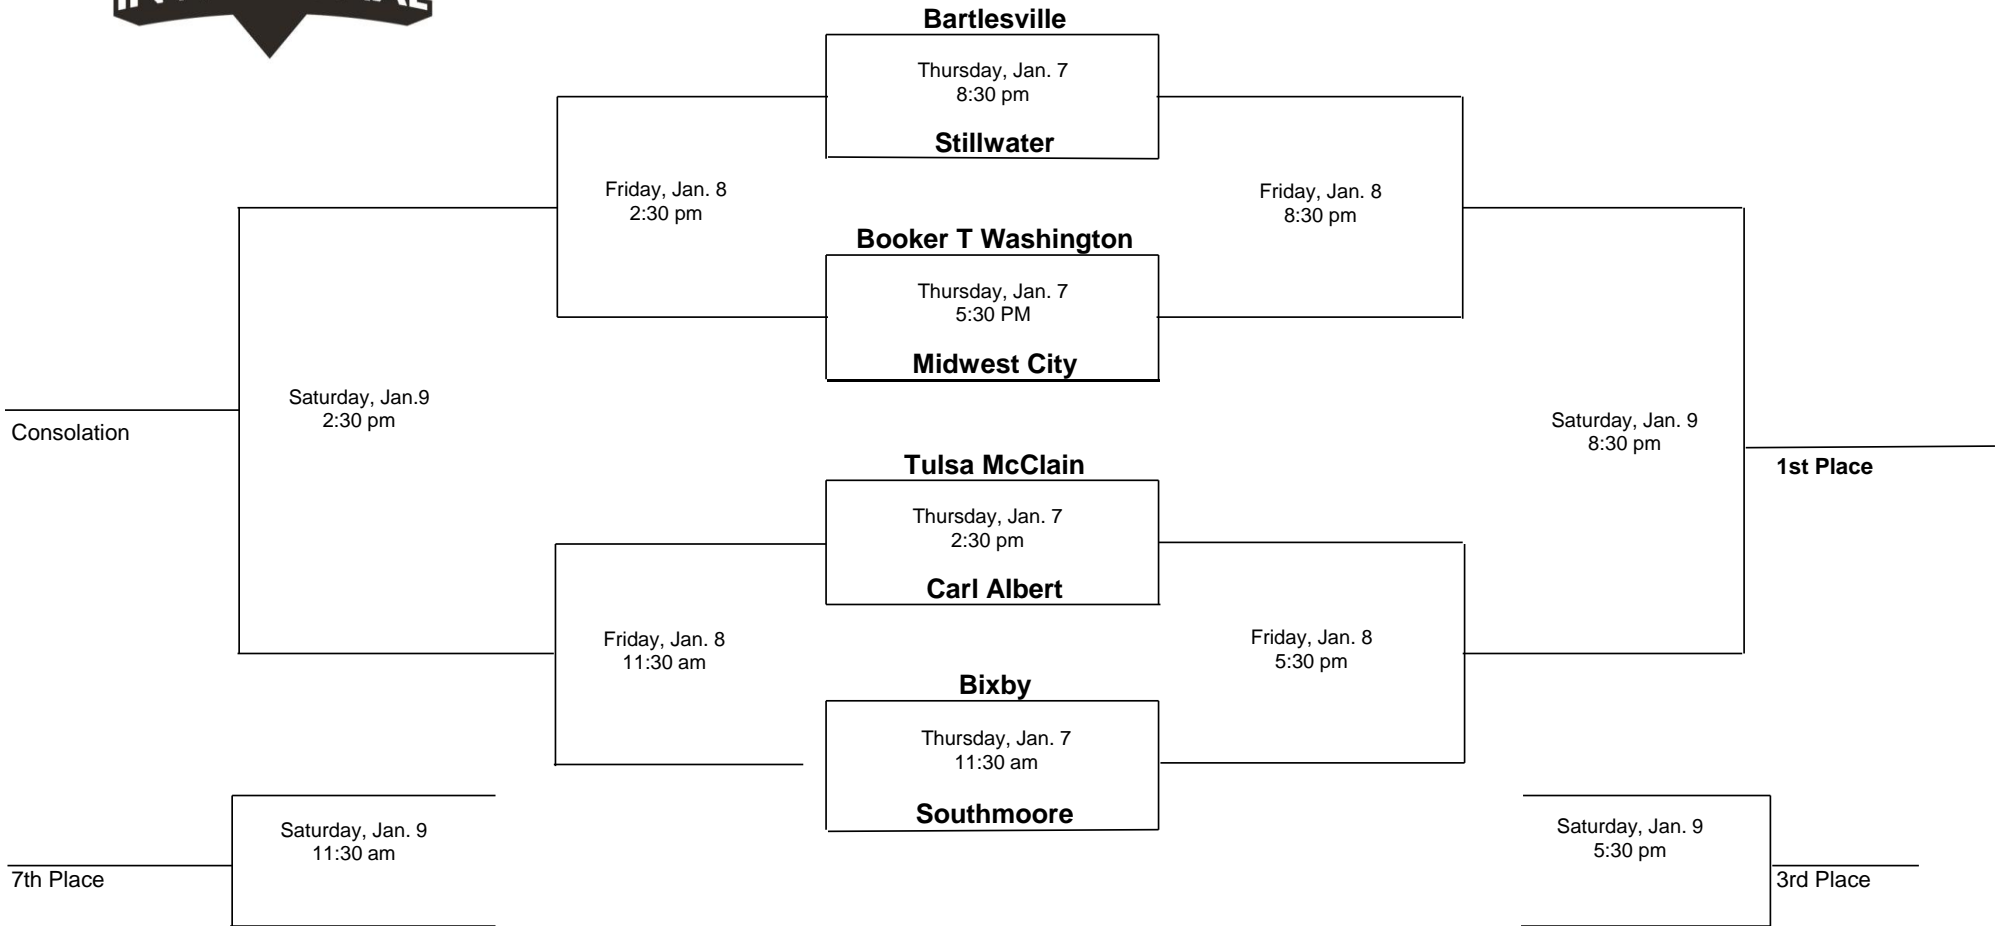 Bartlesville
Thursday, Jan. 7
8:30 pm
Stillwater
Friday, Jan. 8
2:30 pm
Friday, Jan. 8
8:30 pm
Booker T Washington
Thursday, Jan. 7
5:30 PM
Midwest City
Saturday, Jan.9
2:30 pm
Consolation
Saturday, Jan. 9
8:30 pm
1st Place
Tulsa McClain
Thursday, Jan. 7
2:30 pm
Carl Albert
Friday, Jan. 8
11:30 am
Friday, Jan. 8
5:30 pm
Bixby
Thursday, Jan. 7
11:30 am
Southmoore
Saturday, Jan. 9
11:30 am
7th Place
Saturday, Jan. 9
5:30 pm
3rd Place